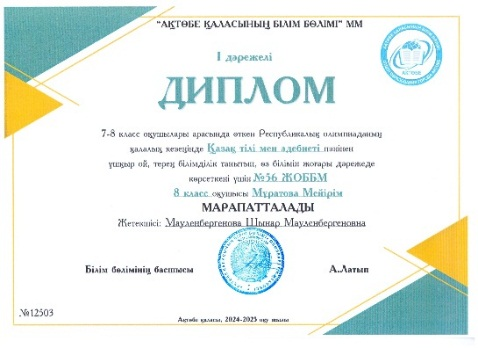 "АҚТӨБЕ ҚАЛАСЫНЫҢ БІЛІМ БӨЛІМІ" ММ
І дәрежелі
ДИПЛОМ
7-8 класс оқушылары арасында өткен Республикалық олимпиаданың
қалалық кезеңінде Қазақ тілі мен әдебиеті пәнінен
ұшқыр ой, терең білімділік танытып, өз білімін жоғары дәрежеде
көрсеткені үшін №56 ЖОББМ
8 класс оқушысы Мұратова Мейірім
МАРАПАТТАЛАДЫ
Жетекшісі: Мауленбергенова Шынар Мауленбергеновна
Білім бөлімінің басшысы
А.Латып
№12503
Ақтөбе қаласы, 2024-2025 оқу жылы
АҚТӨБЕ